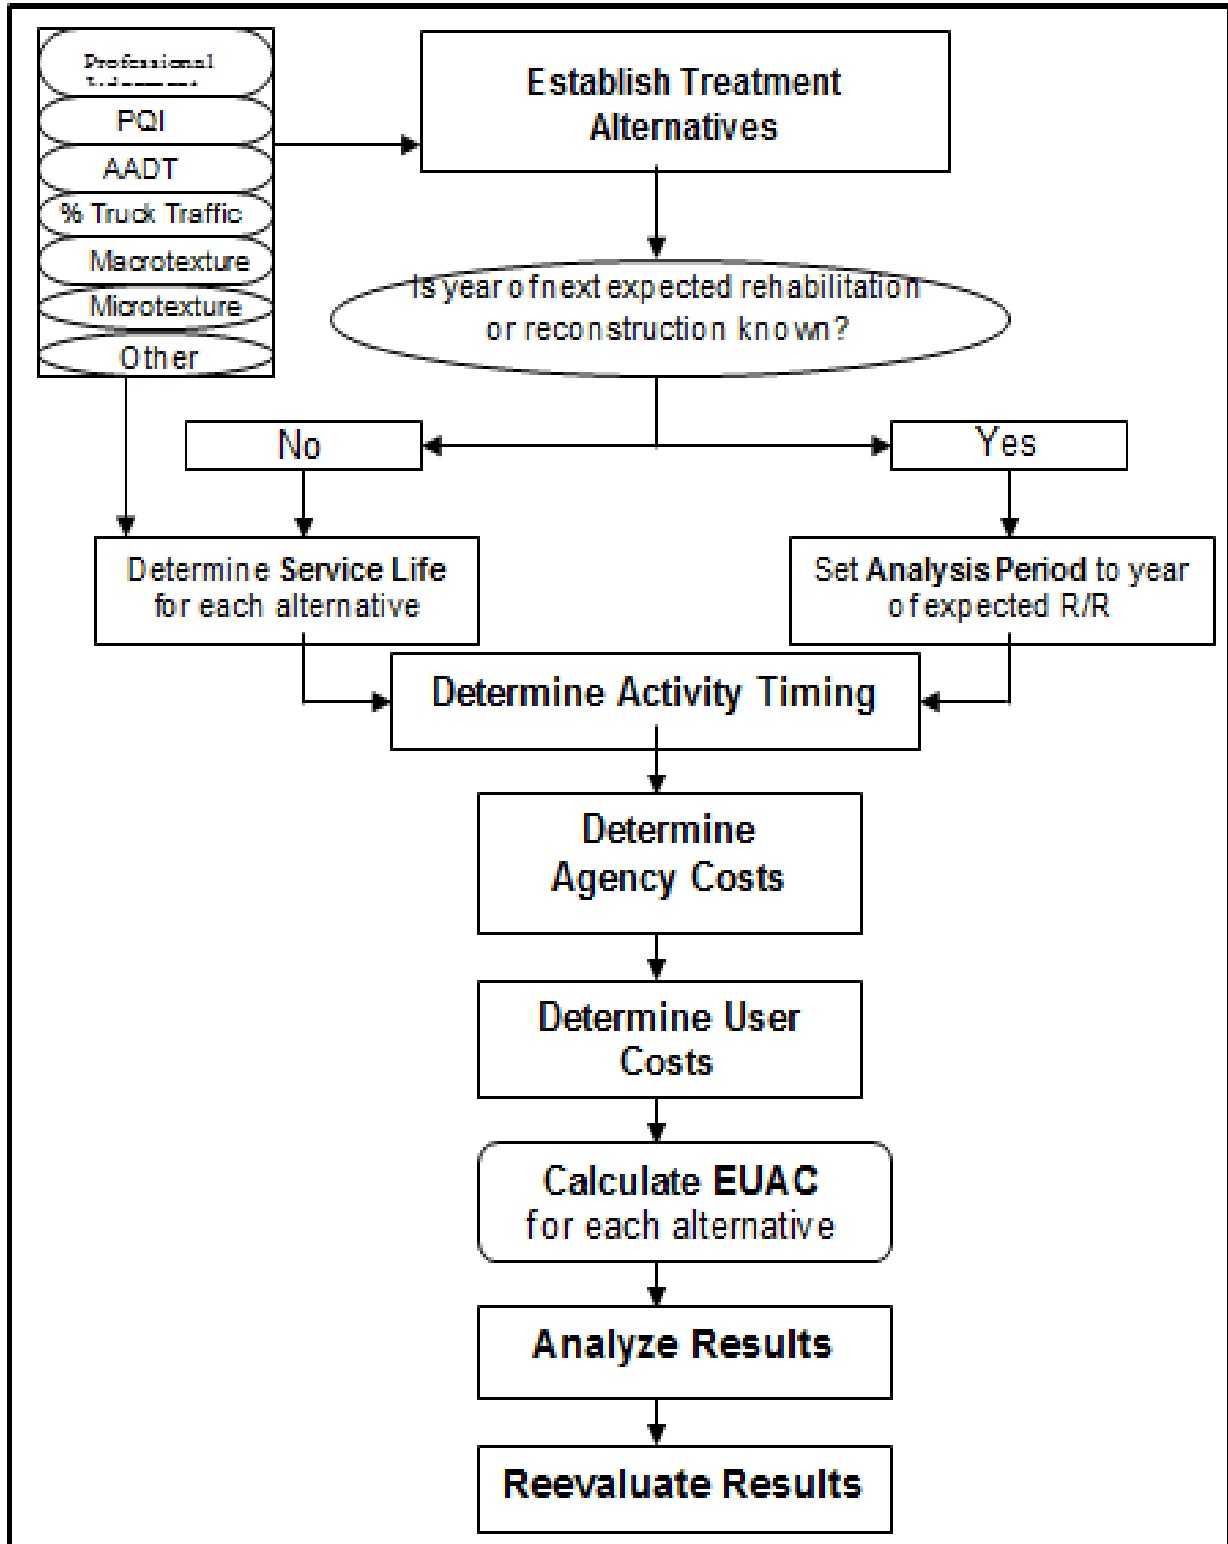 Professional
PQI
AADT
% Truck Traffic
Macrotexture
Microtexture
Other
Establish Treatment
Alternatives
Is year of next expected rehabilitation
or reconstruction known?
No
Yes
Determine Service Life
for each alternative
Set Analysis Period to year
of expected R/R
Determine Activity Timing
Determine
Agency Costs
Determine User
Costs
Calculate EUAC
for each alternative
Analyze Results
Reevaluate Results